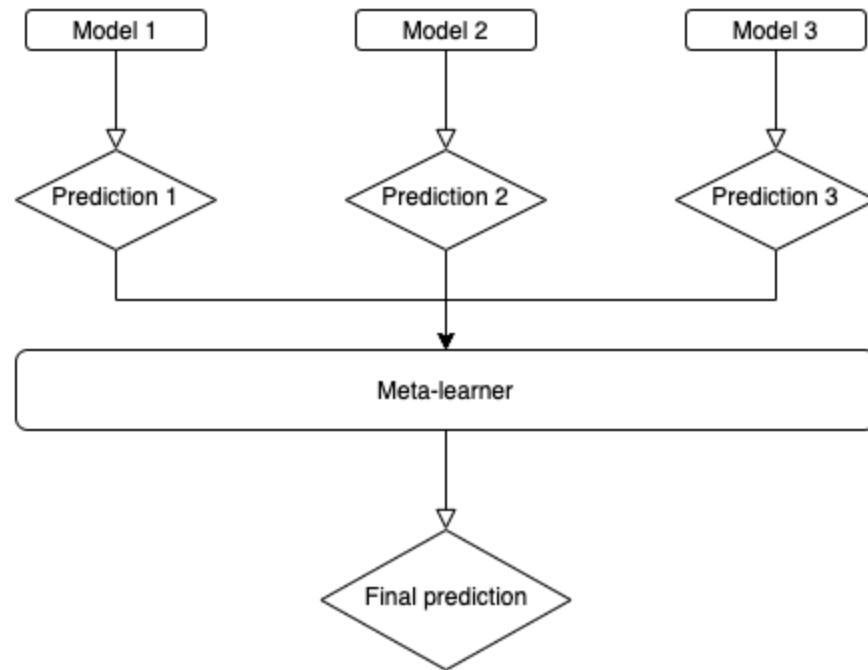 Model 1
Model 2
Model 3
Prediction 1
Prediction 2
Prediction 3
Meta-learner
Final prediction